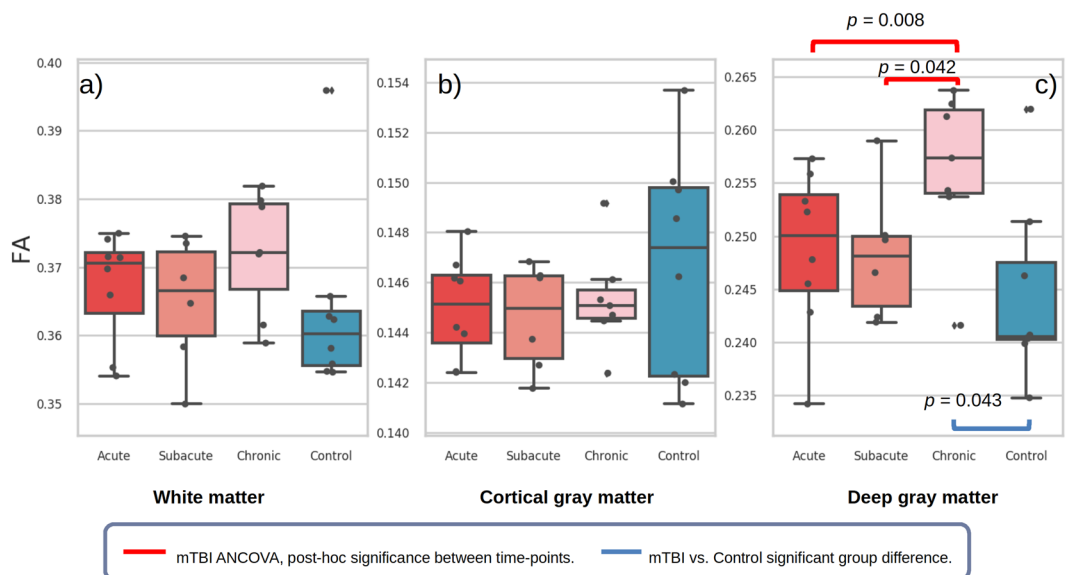 p = 0.008
p = 0.042
a)
b)
c)
FA
0.40
0.39
0.38
0.37
0.36
0.35
0.154
0.152
0.150
0.148
0.146
0.144
0.142
0.140
0.265
0.260
0.255
0.250
0.245
0.240
0.235
p = 0.043
Acute Subacute Chronic Control
Acute Subacute Chronic Control
Acute Subacute Chronic Control
White matter
Cortical gray matter
Deep gray matter
mTBI ANCOVA, post-hoc significance between time-points.
mTBI vs. Control significant group difference.